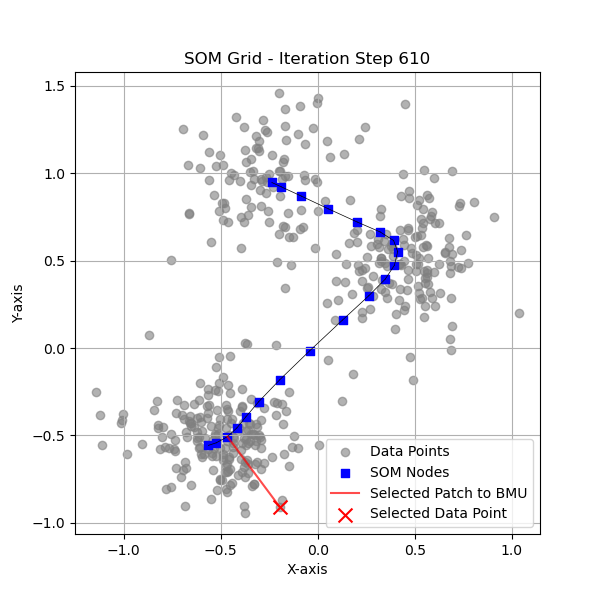 SOM Grid - Iteration Step 610
1.5
1.0
0.5
0.0
−0.5
−1.0
Y-axis
−1.0
−0.5
0.0
0.5
1.0
X-axis
Data Points
SOM Nodes
Selected Patch to BMU
Selected Data Point